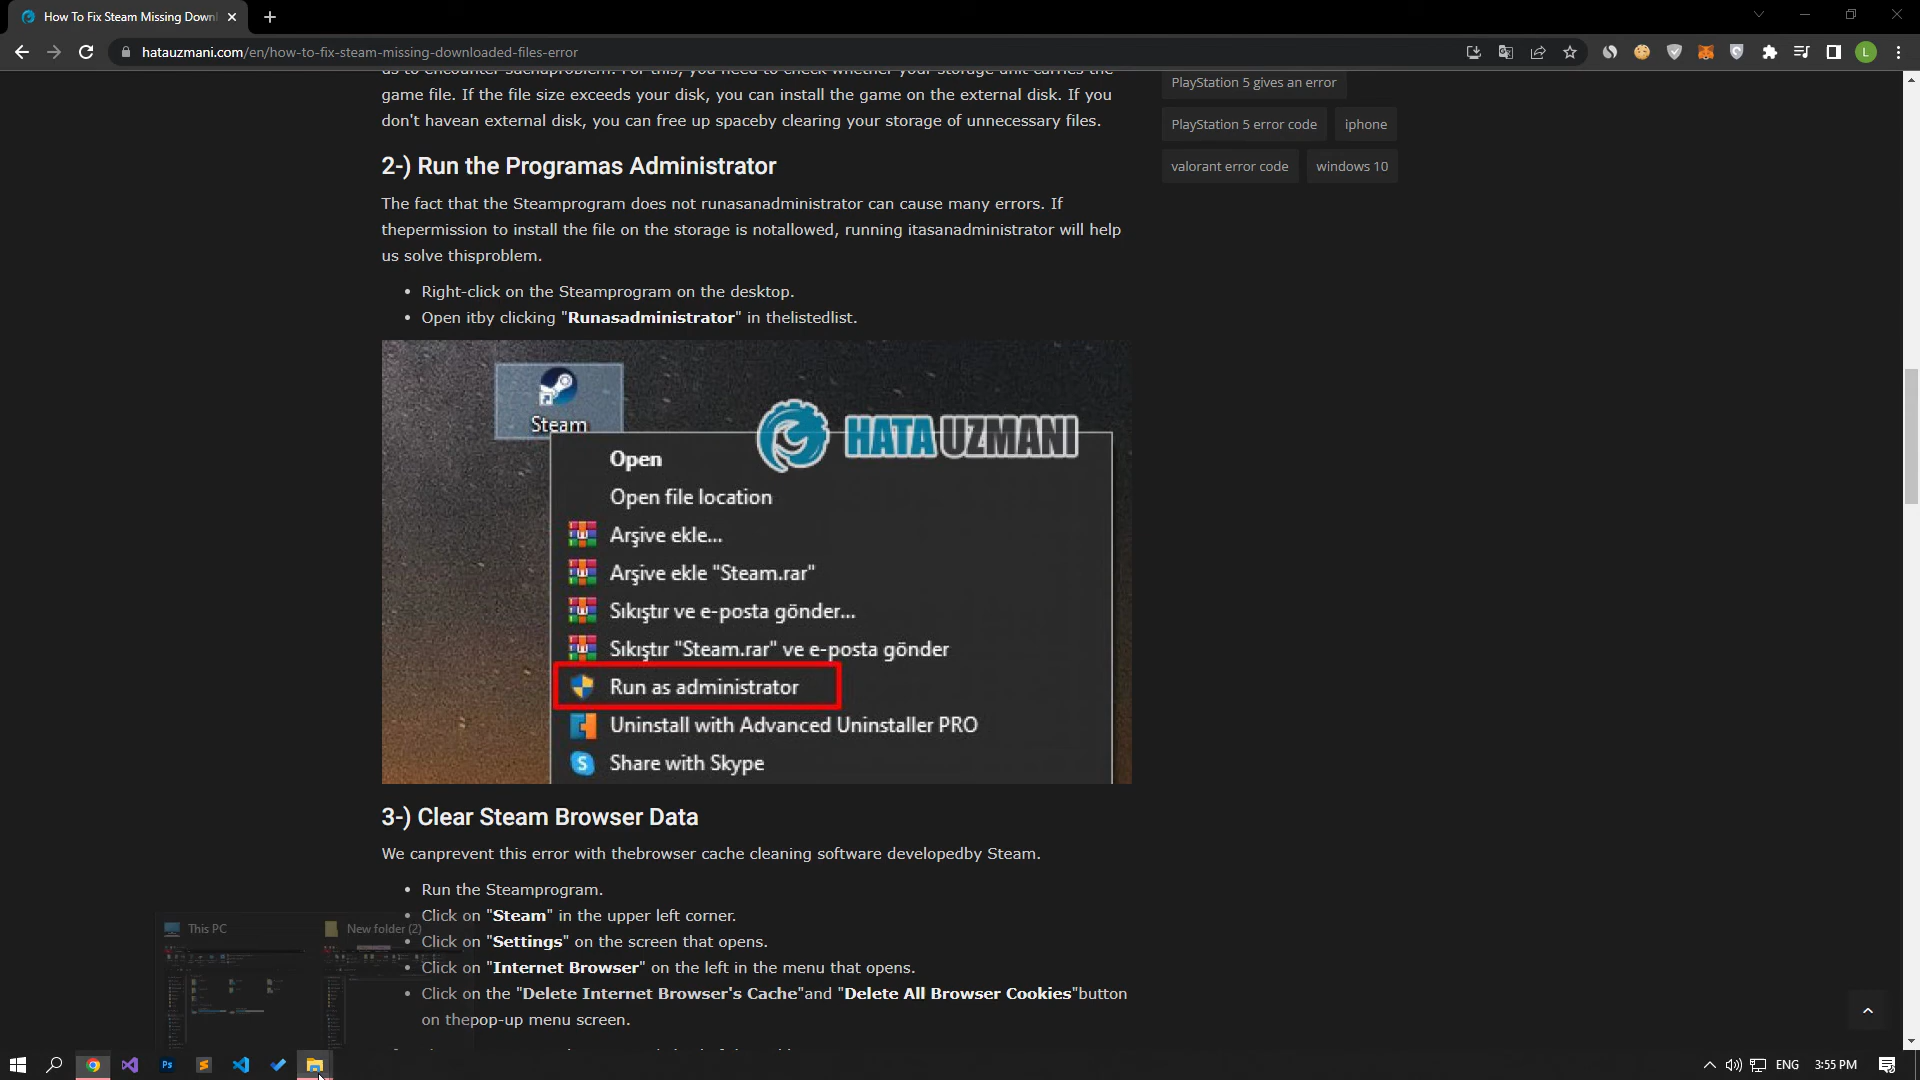 How To Fix Steam Missing Down
hatauzmani.com/en/how-to-fix-steam-missing-downloaded-files-error
L
game file. If the file size exceeds your disk, you can install the game on the external disk. If you
don't havean external disk, you can free up spaceby clearing your storage of unnecessary files.
2-) Run the Programas Administrator
The fact that the Steamprogram does not runasanadministrator can cause many errors. If
thepermission to install the file on the storage is notallowed, running itasanadministrator will help
us solve thisproblem.
Right-click on the Steamprogram on the desktop.
Open itby clicking "Runasadministrator" in thelistedlist.
Steam
HATA UZMANI
Open
Open file location
Arşive ekle...
Arşive ekle "Steam.rar"
Sıkıştır ve e-posta gönder...
Sıkıştır "Steam.rar" ve e-posta gönder
Run as administrator
Uninstall with Advanced Uninstaller PRO
Share with Skype
3-) Clear Steam Browser Data
We canprevent this error with thebrowser cache cleaning software developedby Steam.
Run the Steamprogram.
Click on "Steam" in the upper left corner.
Click on "Settings" on the screen that opens.
Click on "Internet Browser" on the left in the menu that opens.
Click on the "Delete Internet Browser's Cache"and "Delete All Browser Cookies"button
on thepop-up menu screen.
PlayStation 5 gives an error
PlayStation 5 error code
iphone
valorant error code
windows 10
This PC
New folder (2)
Ps
ENG
3:55 PM